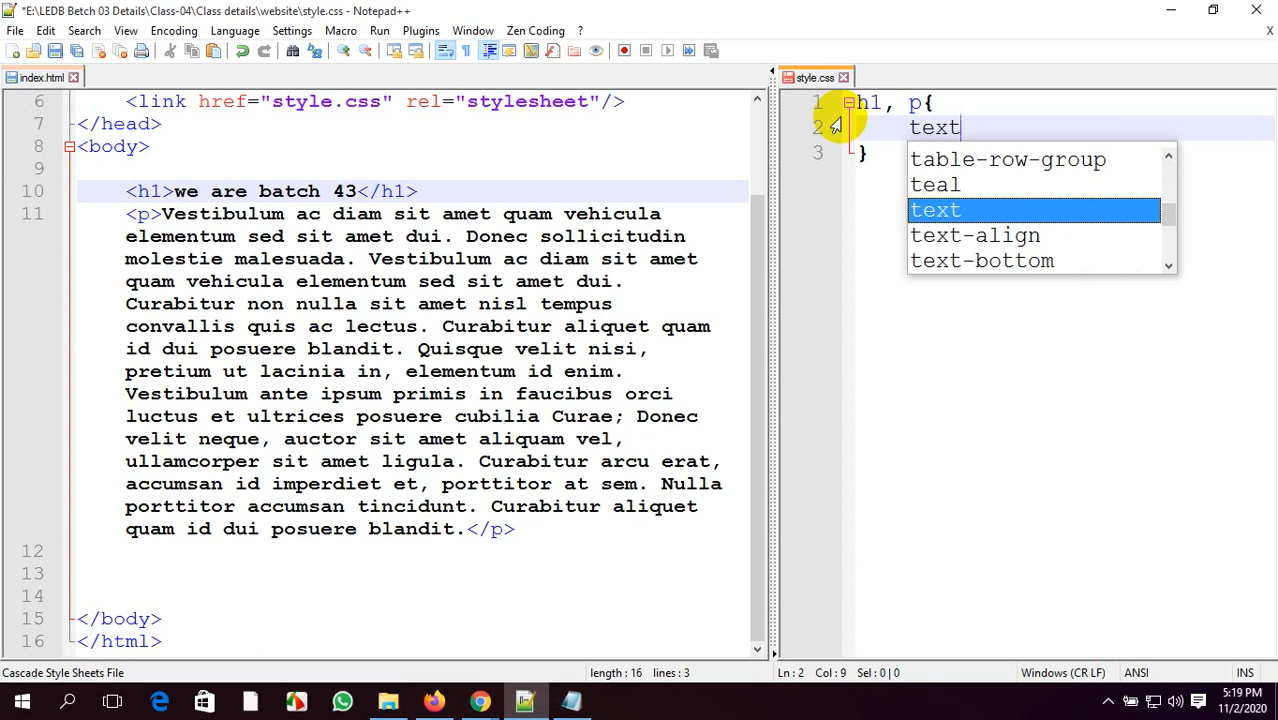 *E:\LEDB Batch 03 Details\Class-04\Class details\website\style.css - Notepad++
File Edit Search View Encoding Language Settings Macro Run Plugins Window Zen Coding ? X
index.html
style.css
6 <link href="style.css" rel="stylesheet"/>
7 </head>
8 <body>
9
10 <h1>we are batch 43</h1>
11 <p>Vestibulum ac diam sit amet quam vehicula
elementum sed sit amet dui. Donec sollicitudin
molestie malesuada. Vestibulum ac diam sit amet
quam vehicula elementum sed sit amet dui.
Curabitur non nulla sit amet nisl tempus
convallis quis ac lectus. Curabitur aliquet quam
id dui posuere blandit. Quisque velit nisi,
pretium ut lacinia in, elementum id enim.
Vestibulum ante ipsum primis in faucibus orci
luctus et ultrices posuere cubilia Curae; Donec
velit neque, auctor sit amet aliquam vel,
ullamcorper sit amet ligula. Curabitur arcu erat,
accumsan id imperdiet et, porttitor at sem. Nulla
porttitor accumsan tincidunt. Curabitur aliquet
quam id dui posuere blandit.</p>
12
13
14
15 </body>
16 </html>
1 h1, p{
2 text
3 }
table-row-group
teal
text
text-align
text-bottom
Cascade Style Sheets File length : 16 lines : 3 Ln : 2 Col : 9 Sel : 0 | 0 Windows (CR LF) ANSI INS
5:19 PM
11/2/2020